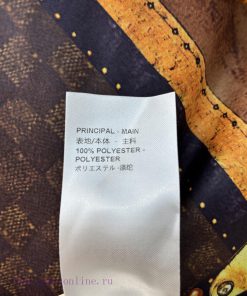 PRINCIPAL - MAIN
表地/本体 - 主料
100% POLYESTER -
POLYESTER
ポリエステル -涤纶